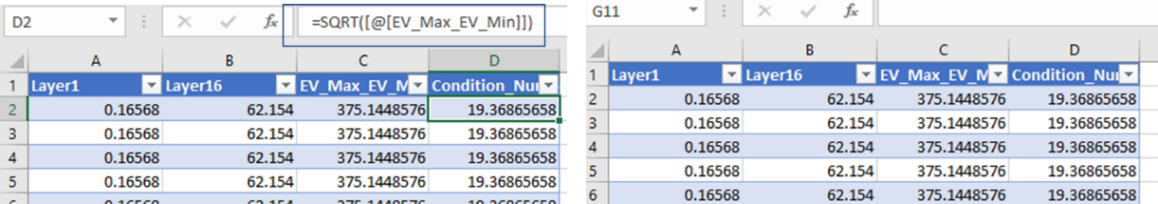 D2 fx =SQRT([@[EV_Max_EV_Min]])
A B C D
1 Layer1 Layer16 EV_Max_EV_M Condition_Nu
2 0.16568 62.154 375.1448576 19.36865658
3 0.16568 62.154 375.1448576 19.36865658
4 0.16568 62.154 375.1448576 19.36865658
5 0.16568 62.154 375.1448576 19.36865658
G11 fx
A B C D
1 Layer1 Layer16 EV_Max_EV_M Condition_Nu
2 0.16568 62.154 375.1448576 19.36865658
3 0.16568 62.154 375.1448576 19.36865658
4 0.16568 62.154 375.1448576 19.36865658
5 0.16568 62.154 375.1448576 19.36865658
6 0.16568 62.154 375.1448576 19.36865658